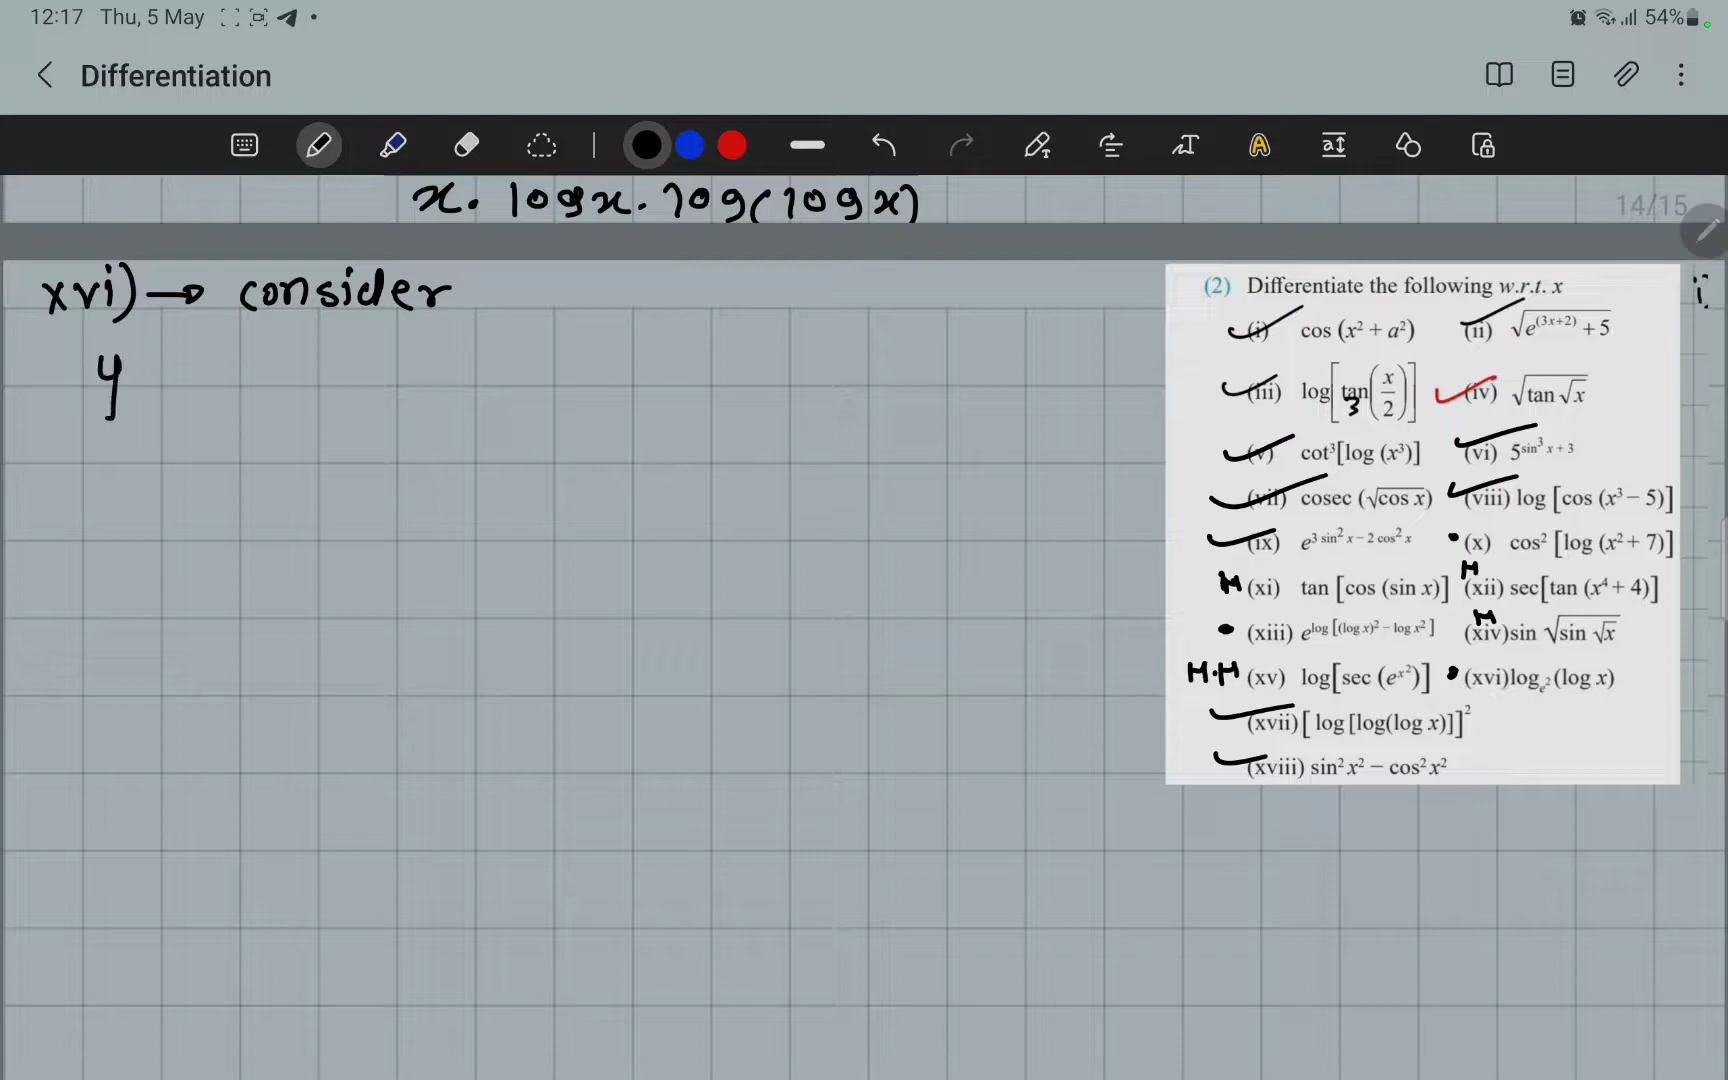 12:17 Thu, 5 May 54%
Differentiation
x. logx. log(logx)
14/15
xvi) → consider
y
(2) Differentiate the following w.r.t. x
(i) cos (x² + a²) (ii) √(e^(3x+2) + 5)
(iii) log[tan(x/2)] (iv) √(tan √x)
3
(v) cot³[log (x³)] (vi) 5^(sin³ x + 3)
(vii) cosec (√cos x) (viii) log [cos (x³ – 5)]
(ix) e^(3 sin² x – 2 cos² x) • (x) cos² [log (x² + 7)]
H (xi) tan [cos (sin x)] H (xii) sec[tan (x⁴ + 4)]
• (xiii) e^(log [(log x)² – log x²]) H (xiv) sin √(sin √x)
H.H (xv) log[sec (e^(x²))] • (xvi) log_(e²) (log x)
(xvii) [ log [log(log x)]]²
(xviii) sin² x² – cos² x²